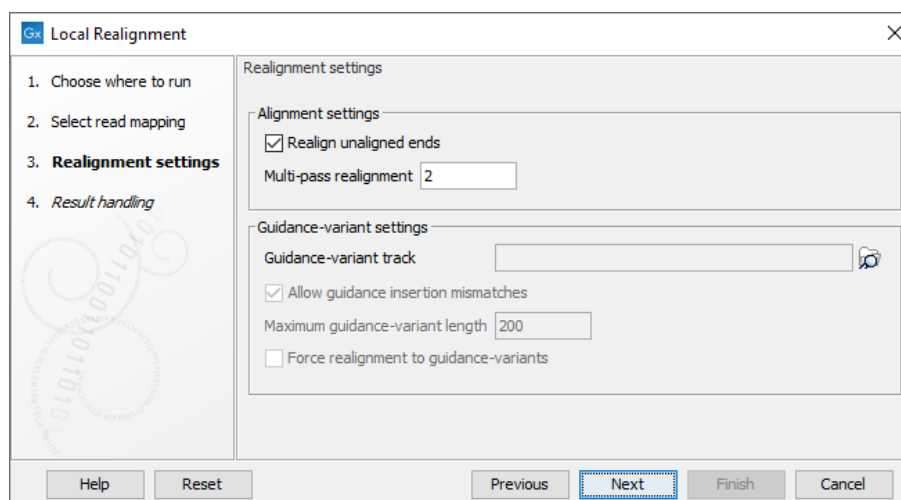 Gx Local Realignment
1. Choose where to run
2. Select read mapping
3. Realignment settings
4. Result handling
Realignment settings
Alignment settings
Realign unaligned ends
Multi-pass realignment 2
Guidance-variant settings
Guidance-variant track
Allow guidance insertion mismatches
Maximum guidance-variant length 200
Force realignment to guidance-variants
Help Reset Previous Next Finish Cancel